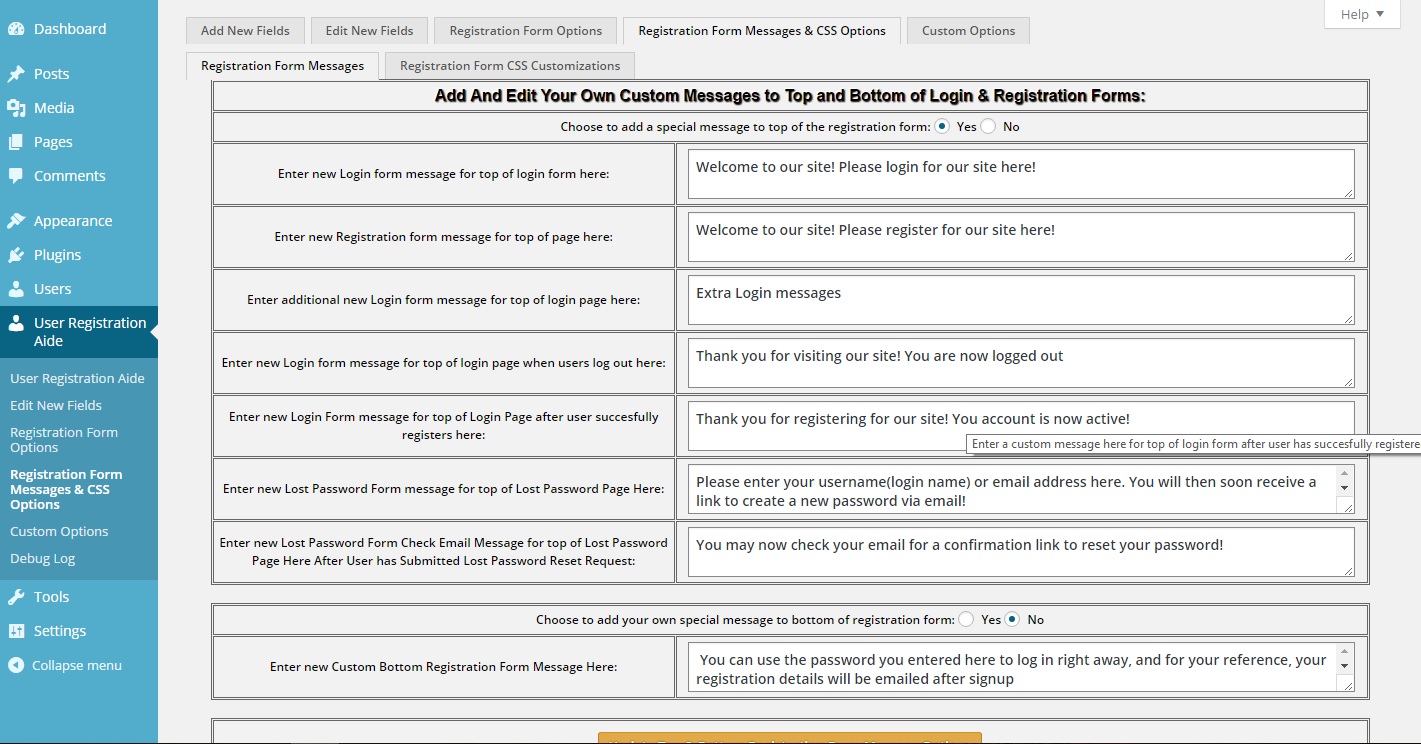 Dashboard
Posts
Media
Pages
Comments
Appearance
Plugins
Users
User Registration
Aide
User Registration Aide
Edit New Fields
Registration Form
Options
Registration Form
Messages & CSS
Options
Custom Options
Debug Log
Tools
Settings
Collapse menu
Help
Add New Fields
Edit New Fields
Registration Form Options
Registration Form Messages & CSS Options
Custom Options
Registration Form Messages
Registration Form CSS Customizations
Add And Edit Your Own Custom Messages to Top and Bottom of Login & Registration Forms:
Choose to add a special message to top of the registration form: Yes No
Enter new Login form message for top of login form here:
Welcome to our site! Please login for our site here!
Enter new Registration form message for top of page here:
Welcome to our site! Please register for our site here!
Enter additional new Login form message for top of login page here:
Extra Login messages
Enter new Login form message for top of login page when users log out here:
Thank you for visiting our site! You are now logged out
Enter new Login Form message for top of Login Page after user succesfully
registers here:
Thank you for registering for our site! You account is now active!
Enter a custom message here for top of login form after user has succesfully registere
Enter new Lost Password Form message for top of Lost Password Page Here:
Please enter your username(login name) or email address here. You will then soon receive a
link to create a new password via email!
Enter new Lost Password Form Check Email Message for top of Lost Password
Page Here After User has Submitted Lost Password Reset Request:
You may now check your email for a confirmation link to reset your password!
Choose to add your own special message to bottom of registration form: Yes No
Enter new Custom Bottom Registration Form Message Here:
You can use the password you entered here to log in right away, and for your reference, your
registration details will be emailed after signup